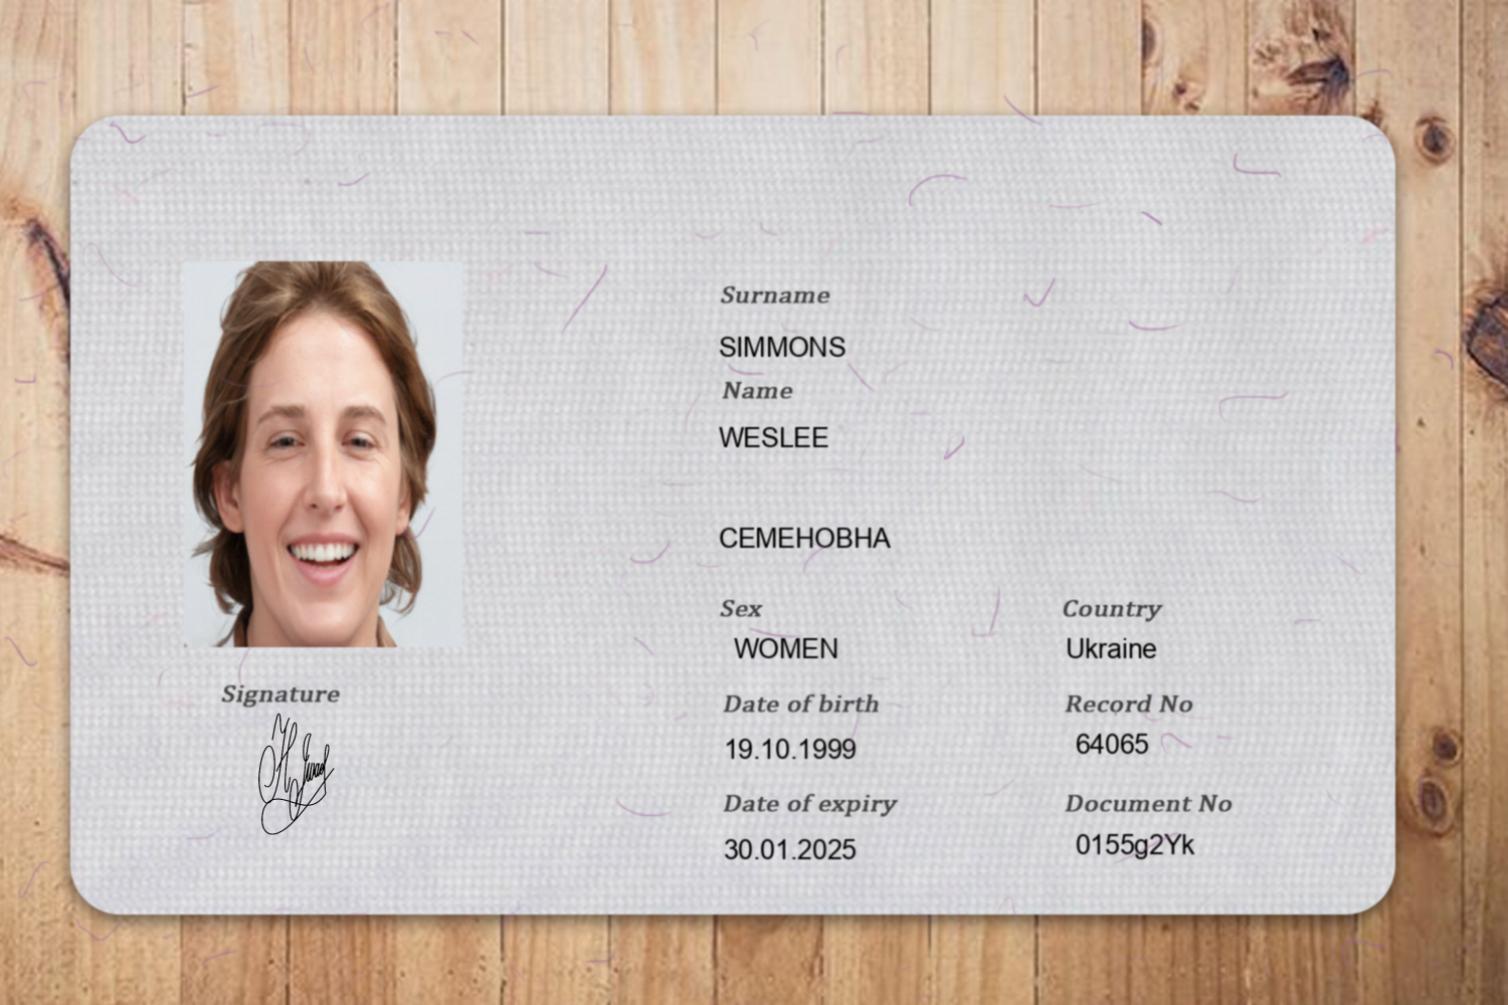 Surname
SIMMONS
Name
WESLEE
СЕМЕНОВНА
Sex
Country
WOMEN
Ukraine
Date of birth
Record No
19.10.1999
64065
Date of expiry
Document No
30.01.2025
0155g2Yk
Signature